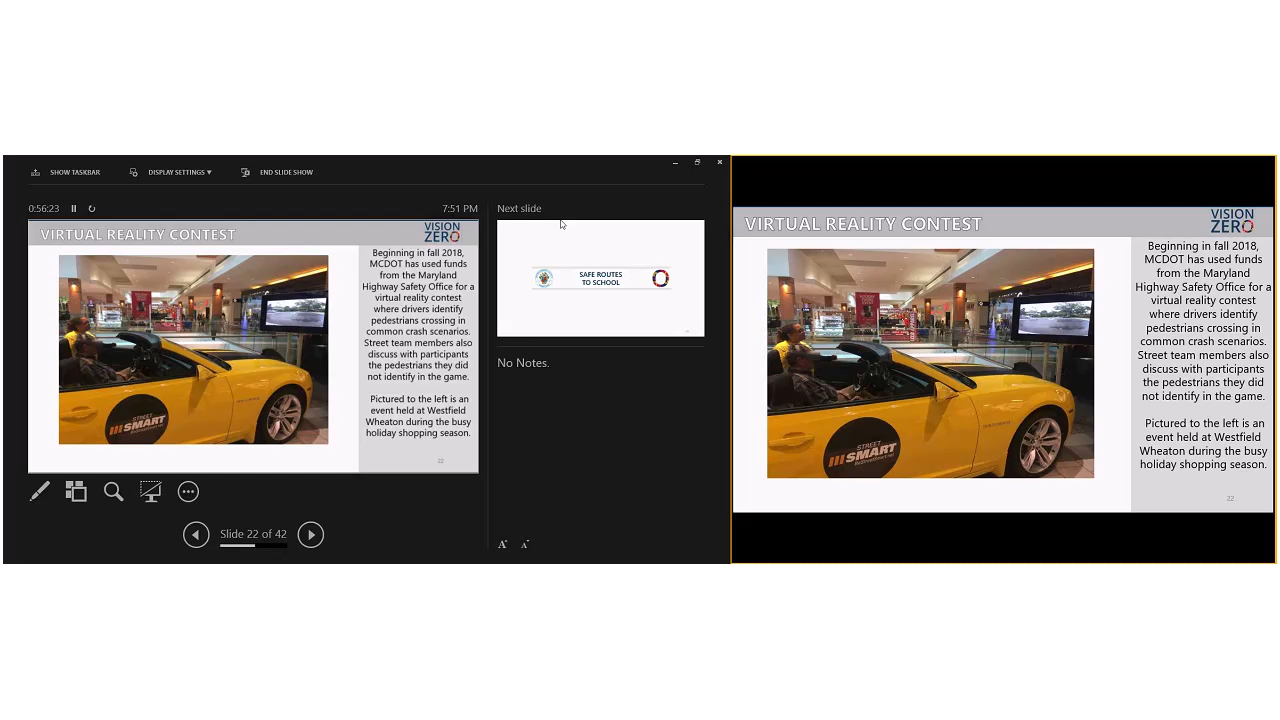 SHOW TASKBAR
DISPLAY SETTINGS ▾
END SLIDE SHOW
0:56:23
7:51 PM
VIRTUAL REALITY CONTEST
VISION
ZERO
Beginning in fall 2018,
MCDOT has used funds
from the Maryland
Highway Safety Office for a
virtual reality contest
where drivers identify
pedestrians crossing in
common crash scenarios.
Street team members also
discuss with participants
the pedestrians they did
not identify in the game.
Pictured to the left is an
event held at Westfield
Wheaton during the busy
holiday shopping season.
STREET
SMART
22
Slide 22 of 42
Next slide
SAFE ROUTES
TO SCHOOL
No Notes.
A
A
VIRTUAL REALITY CONTEST
VISION
ZERO
Beginning in fall 2018,
MCDOT has used funds
from the Maryland
Highway Safety Office for a
virtual reality contest
where drivers identify
pedestrians crossing in
common crash scenarios.
Street team members also
discuss with participants
the pedestrians they did
not identify in the game.
Pictured to the left is an
event held at Westfield
Wheaton during the busy
holiday shopping season.
STREET
SMART
22